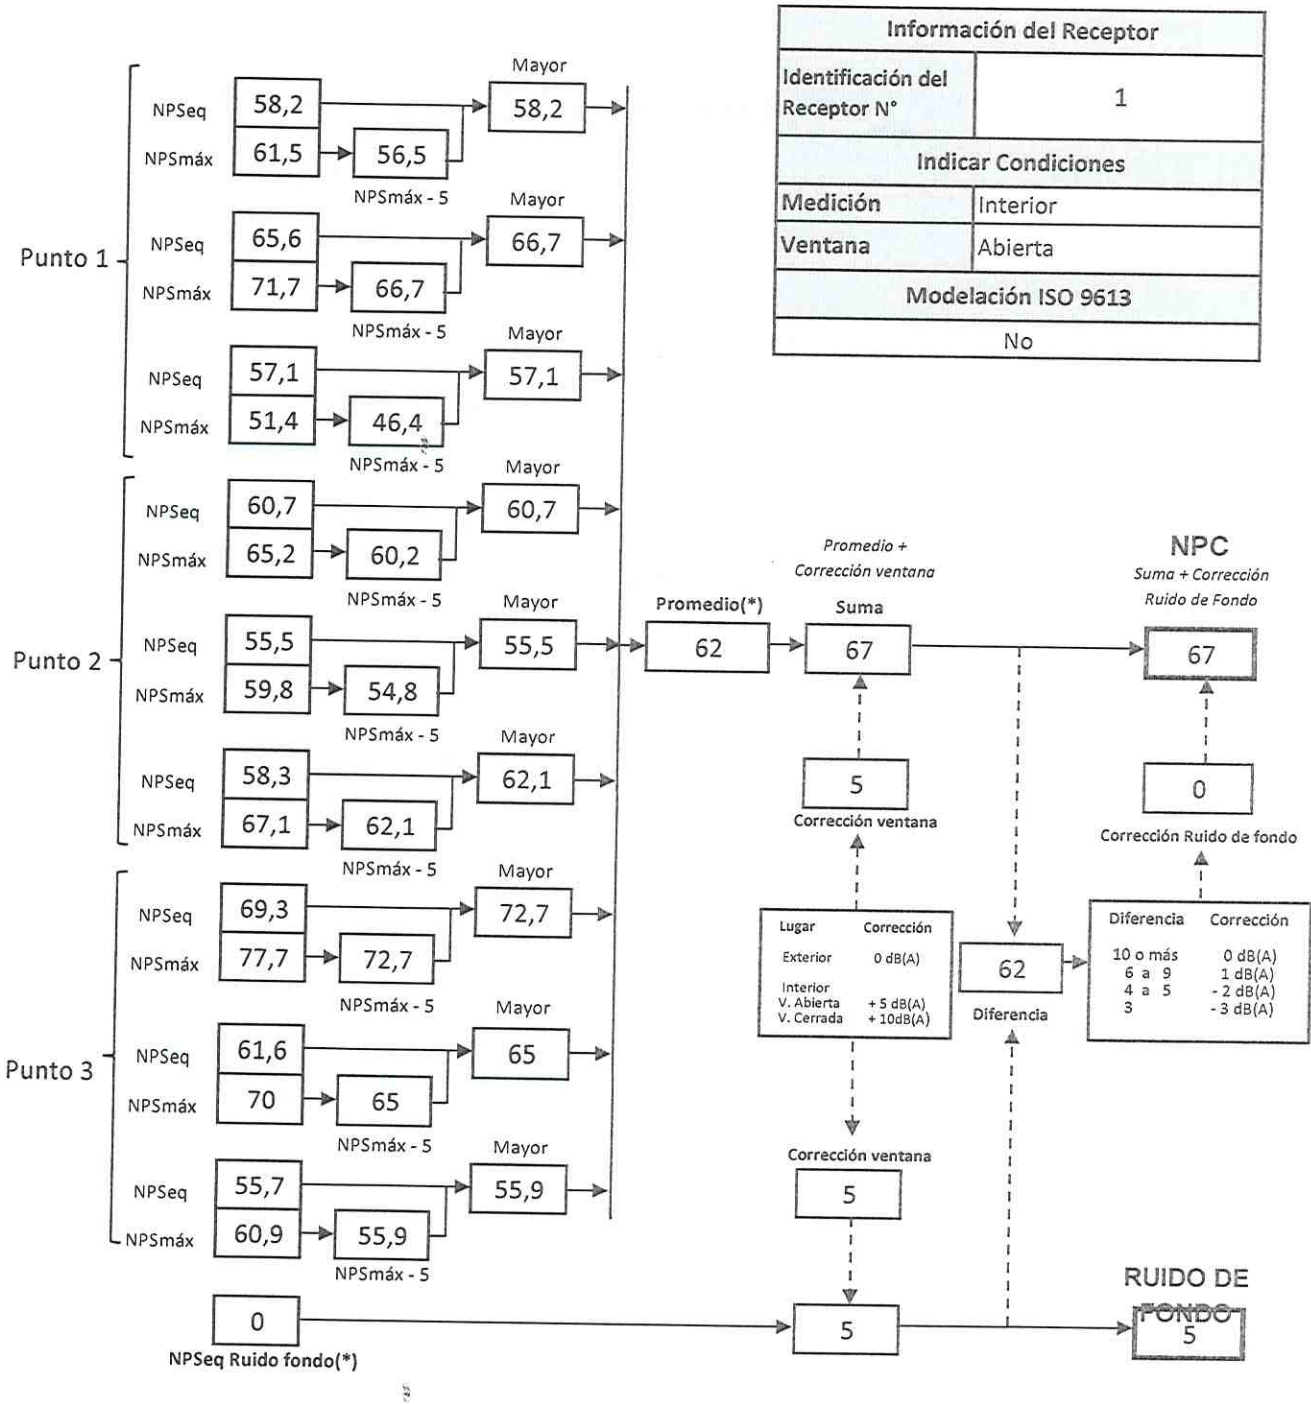 Información del Receptor
Identificación del
Receptor N°
1
Indicar Condiciones
Medición Interior
Ventana Abierta
Modelación ISO 9613
No
Punto 1
Mayor
NPSeq 58,2 58,2
NPSmáx 61,5 56,5
NPSmáx - 5
Mayor
NPSeq 65,6 66,7
NPSmáx 71,7 66,7
NPSmáx - 5
Mayor
NPSeq 57,1 57,1
NPSmáx 51,4 46,4
NPSmáx - 5
Punto 2
Mayor
NPSeq 60,7 60,7
NPSmáx 65,2 60,2
NPSmáx - 5
Mayor
NPSeq 55,5 55,5
NPSmáx 59,8 54,8
NPSmáx - 5
Mayor
NPSeq 58,3 62,1
NPSmáx 67,1 62,1
NPSmáx - 5
Punto 3
Mayor
NPSeq 69,3 72,7
NPSmáx 77,7 72,7
NPSmáx - 5
Mayor
NPSeq 61,6 65
NPSmáx 70 65
NPSmáx - 5
Mayor
NPSeq 55,7 55,9
NPSmáx 60,9 55,9
NPSmáx - 5
0
NPSeq Ruido fondo(*)
Promedio(*)
62
Promedio +
Corrección ventana
Suma
67
5
Corrección ventana
Lugar Corrección
Exterior 0 dB(A)
Interior
V. Abierta + 5 dB(A)
V. Cerrada + 10dB(A)
Corrección ventana
5
5
62
Diferencia
NPC
Suma + Corrección
Ruido de Fondo
67
0
Corrección Ruido de fondo
Diferencia Corrección
10 o más 0 dB(A)
6 a 9 1 dB(A)
4 a 5 - 2 dB(A)
3 - 3 dB(A)
RUIDO DE
FONDO
5